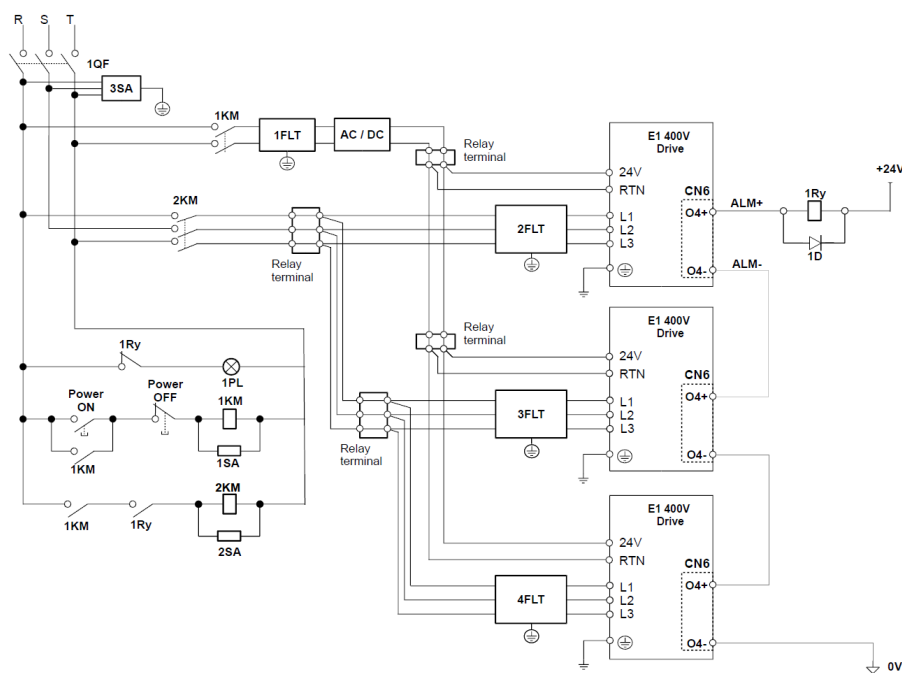 R S T
1QF
3SA
1KM
1FLT
AC / DC
Relay
terminal
E1 400V
Drive
24V
RTN
CN6
+24V
1Ry
2KM
L1
O4+
ALM+
2FLT
L2
L3
1D
Relay
terminal
ALM-
O4-
E1 400V
Drive
Relay
terminal
1Ry
24V
1PL
RTN
CN6
Power
ON
Power
OFF
1KM
L1
O4+
3FLT
L2
L3
Relay
terminal
1KM
1SA
O4-
2KM
E1 400V
Drive
1KM
1Ry
24V
2SA
RTN
CN6
L1
O4+
4FLT
L2
L3
O4-
0V